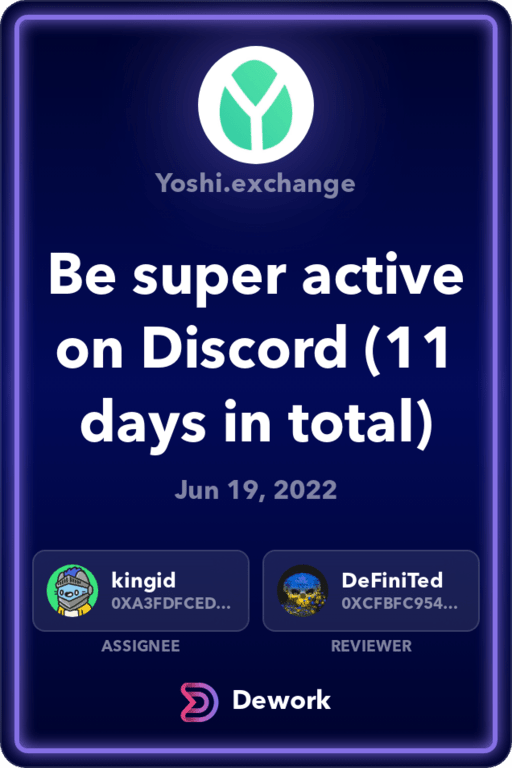 Yoshi.exchange
Be super active
on Discord (11
days in total)
Jun 19, 2022
kingid
0XA3FDFCED...
ASSIGNEE
DeFiniTed
0XCFBFC954...
REVIEWER
Dework